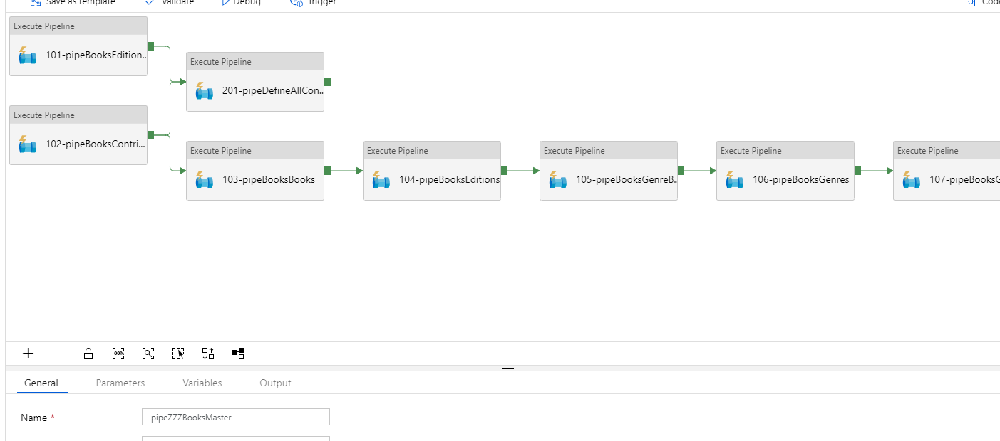 Save as template
Validate
Debug
Trigger
Execute Pipeline
101-pipeBooksEdition..
Execute Pipeline
201-pipeDefineAllCon..
Execute Pipeline
102-pipeBooksContri...
Execute Pipeline
103-pipeBooksBooks
Execute Pipeline
104-pipeBooksEditions
Execute Pipeline
105-pipeBooksGenreB.
Execute Pipeline
106-pipeBooksGenres
Execute Pipeline
107-pipeBooksG
100%
General
Parameters
Variables
Output
Name *
pipeZZZBooksMaster